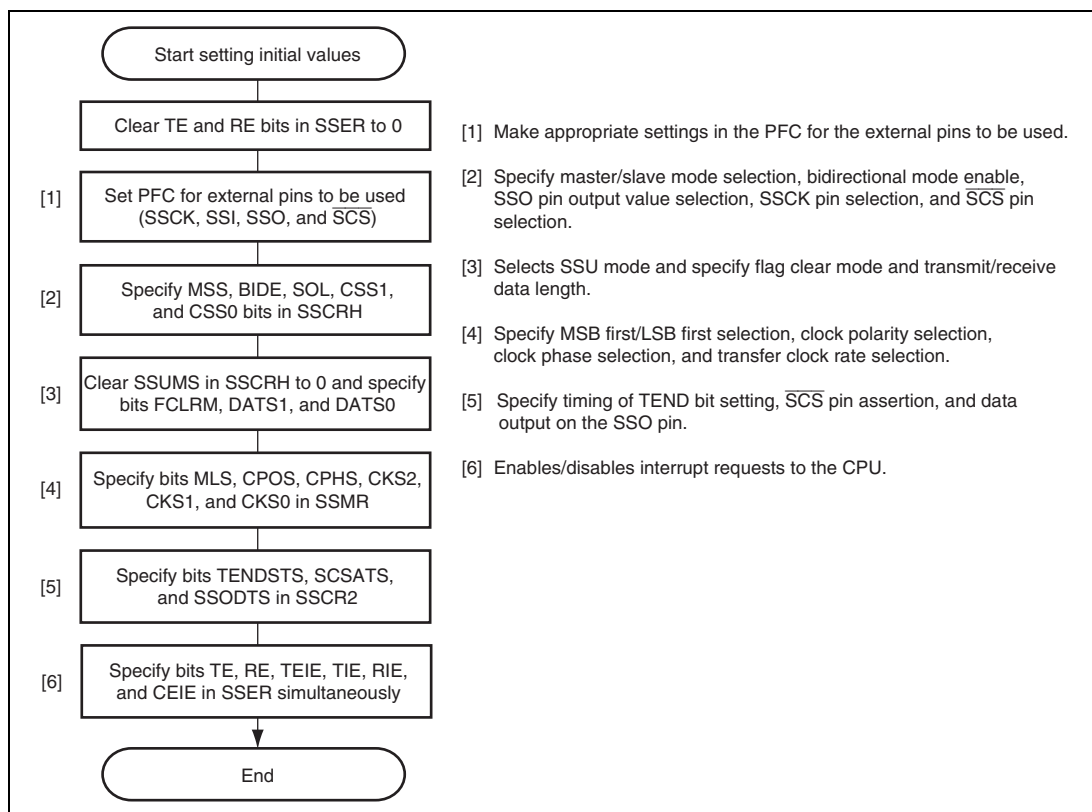 Start setting initial values
Clear TE and RE bits in SSER to 0
[1]
Set PFC for external pins to be used
(SSCK, SSI, SSO, and S̅C̅S̅)
[2]
Specify MSS, BIDE, SOL, CSS1,
and CSS0 bits in SSCRH
[3]
Clear SSUMS in SSCRH to 0 and specify
bits FCLRM, DATS1, and DATS0
[4]
Specify bits MLS, CPOS, CPHS, CKS2,
CKS1, and CKS0 in SSMR
[5]
Specify bits TENDSTS, SCSATS,
and SSODTS in SSCR2
[6]
Specify bits TE, RE, TEIE, TIE, RIE,
and CEIE in SSER simultaneously
End
[1] Make appropriate settings in the PFC for the external pins to be used.
[2] Specify master/slave mode selection, bidirectional mode enable,
SSO pin output value selection, SSCK pin selection, and S̅C̅S̅ pin
selection.
[3] Selects SSU mode and specify flag clear mode and transmit/receive
data length.
[4] Specify MSB first/LSB first selection, clock polarity selection,
clock phase selection, and transfer clock rate selection.
[5] Specify timing of TEND bit setting, S̅C̅S̅ pin assertion, and data
output on the SSO pin.
[6] Enables/disables interrupt requests to the CPU.